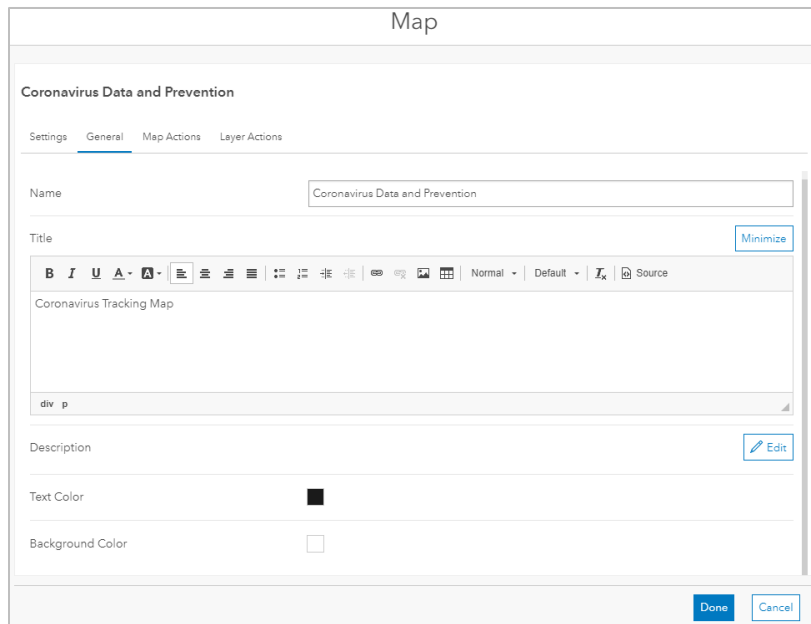 Map
Coronavirus Data and Prevention
Settings General Map Actions Layer Actions
Name Coronavirus Data and Prevention
Title Minimize
B I U A A Normal Default Tx Source
Coronavirus Tracking Map
div p
Description Edit
Text Color
Background Color
Done Cancel